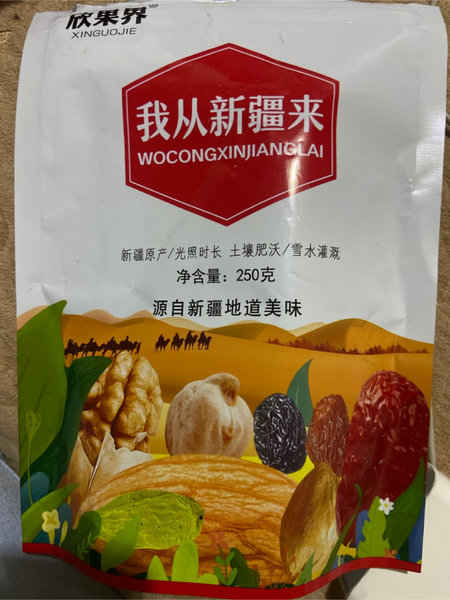 欣果界®
XINGUOJIE
我从新疆来
WOCONGXINJIANGLAI
新疆原产/光照时长 土壤肥沃/雪水灌溉
净含量：250克
源自新疆地道美味